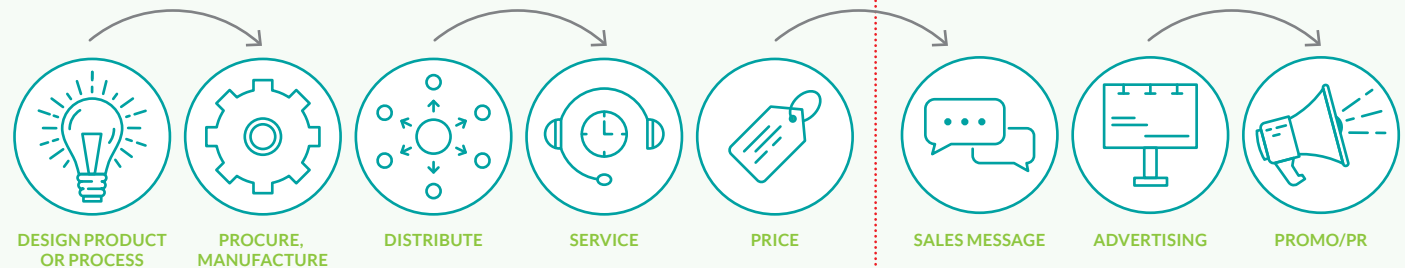 DESIGN PRODUCT
OR PROCESS
PROCURE,
MANUFACTURE
DISTRIBUTE
SERVICE
PRICE
SALES MESSAGE
ADVERTISING
PROMO/PR